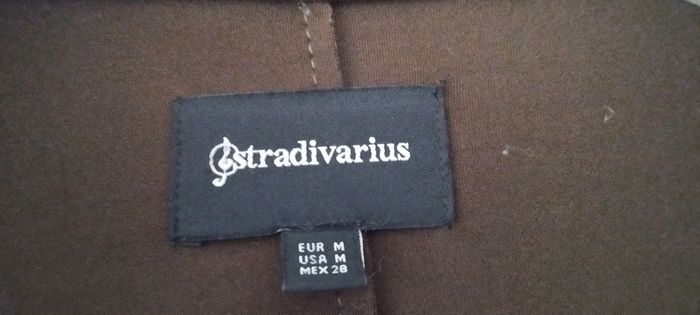 stradivarius
EUR M
USA M
MEX 28